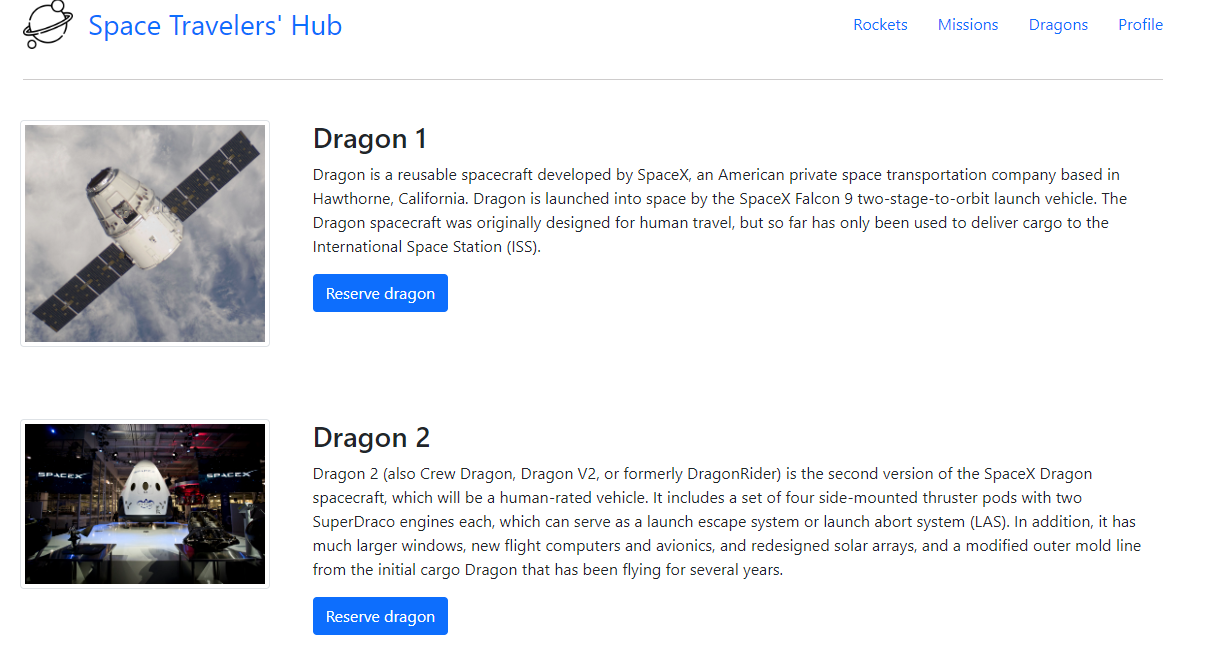 Space Travelers' Hub
Rockets Missions Dragons Profile
Dragon 1
Dragon is a reusable spacecraft developed by SpaceX, an American private space transportation company based in
Hawthorne, California. Dragon is launched into space by the SpaceX Falcon 9 two-stage-to-orbit launch vehicle. The
Dragon spacecraft was originally designed for human travel, but so far has only been used to deliver cargo to the
International Space Station (ISS).
Reserve dragon
SPACEX
SPACEX
Dragon 2
Dragon 2 (also Crew Dragon, Dragon V2, or formerly DragonRider) is the second version of the SpaceX Dragon
spacecraft, which will be a human-rated vehicle. It includes a set of four side-mounted thruster pods with two
SuperDraco engines each, which can serve as a launch escape system or launch abort system (LAS). In addition, it has
much larger windows, new flight computers and avionics, and redesigned solar arrays, and a modified outer mold line
from the initial cargo Dragon that has been flying for several years.
Reserve dragon